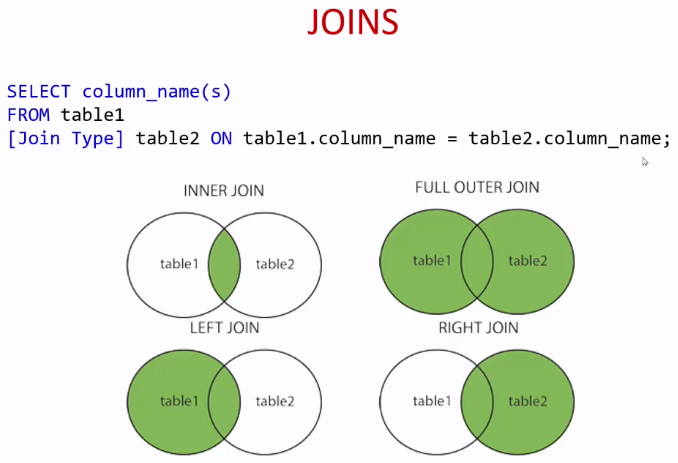 JOINS
SELECT column_name(s)
FROM table1
[Join Type] table2 ON table1.column_name = table2.column_name;
INNER JOIN
table1
table2
FULL OUTER JOIN
table1
table2
LEFT JOIN
table1
table2
RIGHT JOIN
table1
table2